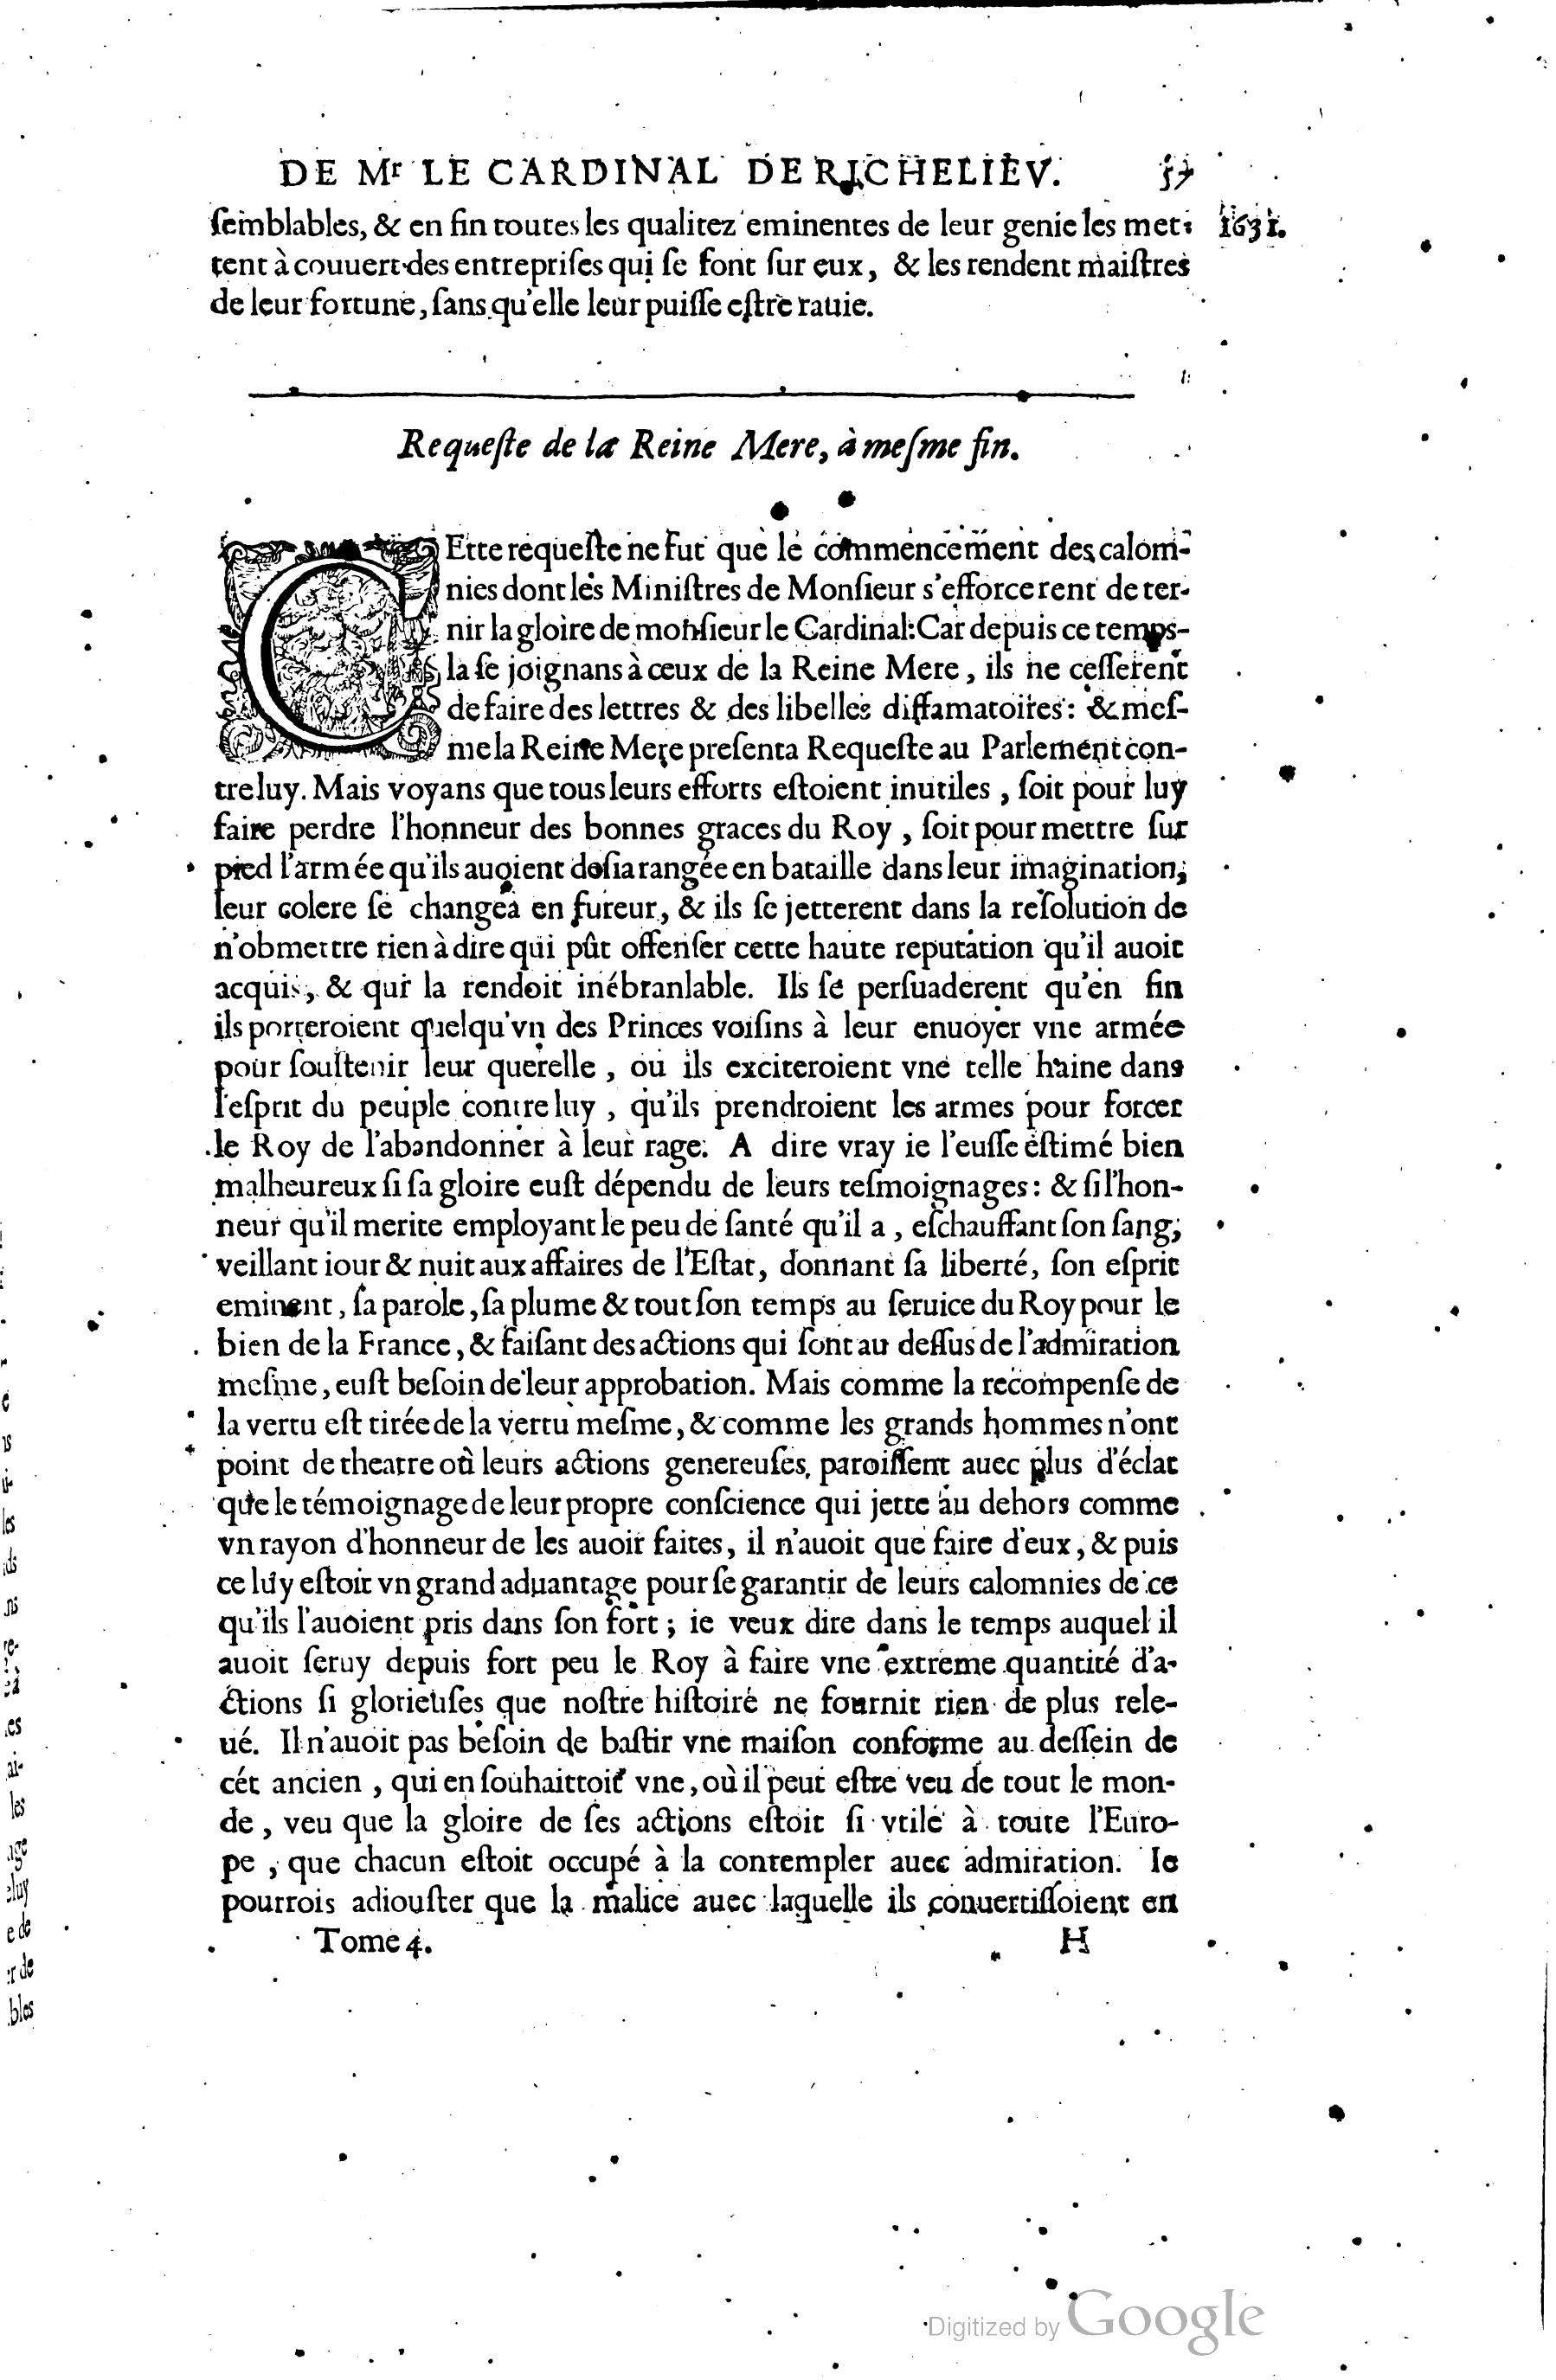 DE Mr LE CARDINAL DE RICHELIEV. 57
ſemblables, & en fin toutes les qualitez eminentes de leur genie les met- 1631.
tent à couuert des entrepriſes qui ſe font ſur eux, & les rendent maiſtres
de leur fortune, ſans qu'elle leur puiſſe eſtre rauie.
Requeſte de la Reine Mere, à meſme fin.
CEtte requeſte ne fut que le commencement des calom-
nies dont les Miniſtres de Monſieur s'efforcerent de ter-
nir la gloire de monſieur le Cardinal: Car depuis ce temps-
la ſe joignans à ceux de la Reine Mere, ils ne ceſſerent
de faire des lettres & des libelles diffamatoires: & meſ-
me la Reine Mere preſenta Requeſte au Parlement con-
tre luy. Mais voyans que tous leurs efforts eſtoient inutiles, ſoit pour luy
faire perdre l'honneur des bonnes graces du Roy, ſoit pour mettre ſur
pied l'armée qu'ils auoient deſia rangée en bataille dans leur imagination,
leur colere ſe changea en fureur, & ils ſe jetterent dans la reſolution de
n'obmettre rien à dire qui pût offenſer cette haute reputation qu'il auoit
acquis, & qui la rendoit inébranlable. Ils ſe perſuaderent qu'en fin
ils porteroient quelqu'vn des Princes voiſins à leur enuoyer vne armée
pour ſouſtenir leur querelle, ou ils exciteroient vne telle haine dans
l'eſprit du peuple contre luy, qu'ils prendroient les armes pour forcer
le Roy de l'abandonner à leur rage. A dire vray ie l'euſſe eſtimé bien
malheureux ſi ſa gloire euſt dépendu de leurs teſmoignages: & ſi l'hon-
neur qu'il merite employant le peu de ſanté qu'il a, eſchauffant ſon ſang,
veillant iour & nuit aux affaires de l'Eſtat, donnant ſa liberté, ſon eſprit
eminent, ſa parole, ſa plume & tout ſon temps au ſeruice du Roy pour le
bien de la France, & faiſant des actions qui ſont au deſſus de l'admiration
meſme, euſt beſoin de leur approbation. Mais comme la recompenſe de
la vertu eſt tirée de la vertu meſme, & comme les grands hommes n'ont
point de theatre où leurs actions genereuſes paroiſſent auec plus d'éclat
que le témoignage de leur propre conſcience qui jette au dehors comme
vn rayon d'honneur de les auoir faites, il n'auoit que faire d'eux, & puis
ce luy eſtoit vn grand aduantage pour ſe garantir de leurs calomnies de ce
qu'ils l'auoient pris dans ſon fort; ie veux dire dans le temps auquel il
auoit ſeruy depuis fort peu le Roy à faire vne extreme quantité d'a-
ctions ſi glorieuſes que noſtre hiſtoire ne fournit rien de plus rele-
ué. Il n'auoit pas beſoin de baſtir vne maiſon conforme au deſſein de
cét ancien, qui en ſouhaittoit vne, où il peut eſtre veu de tout le mon-
de, veu que la gloire de ſes actions eſtoit ſi vtile à toute l'Euro-
pe, que chacun eſtoit occupé à la contempler auec admiration. Ie
pourrois adiouſter que la malice auec laquelle ils conuertiſſoient en
Tome 4. H
Digitized by Google